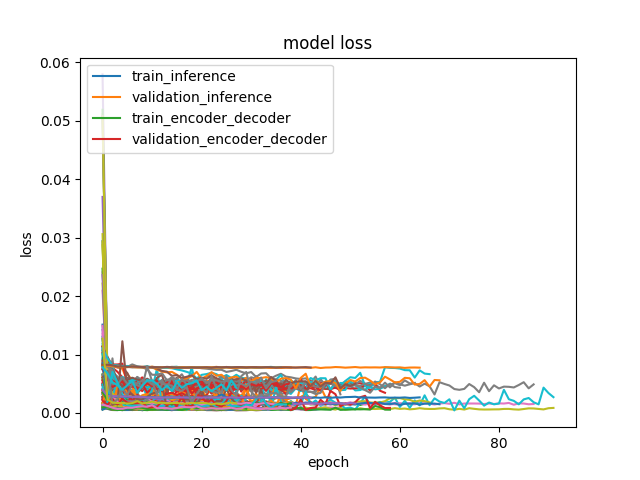 model loss
train_inference
validation_inference
train_encoder_decoder
validation_encoder_decoder
0.06
0.05
0.04
0.03
0.02
0.01
0.00
loss
0 20 40 60 80
epoch